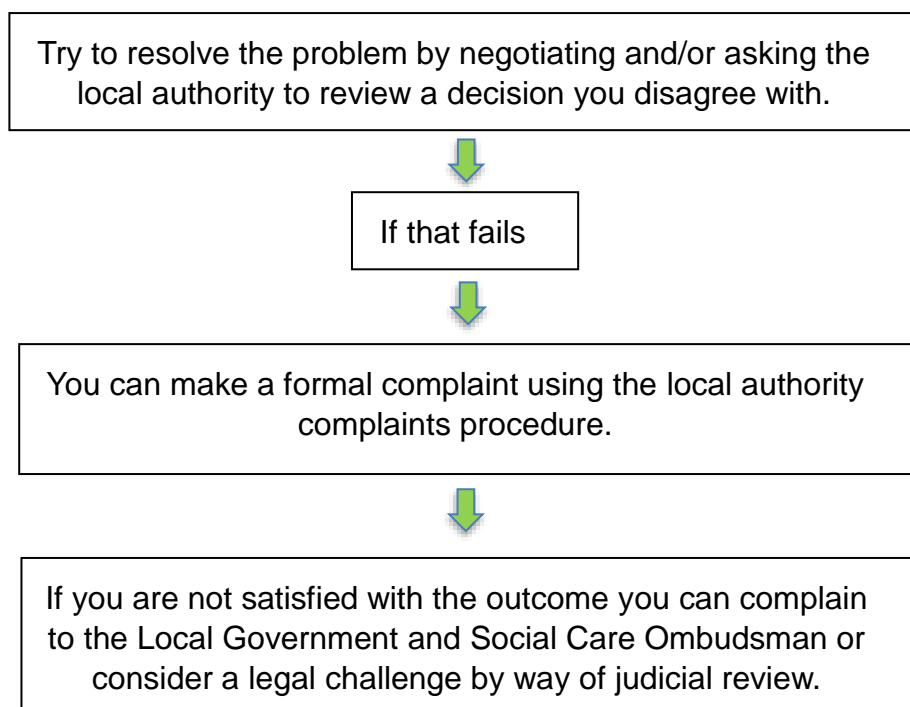 Try to resolve the problem by negotiating and/or asking the
local authority to review a decision you disagree with.
If that fails
You can make a formal complaint using the local authority
complaints procedure.
If you are not satisfied with the outcome you can complain
to the Local Government and Social Care Ombudsman or
consider a legal challenge by way of judicial review.